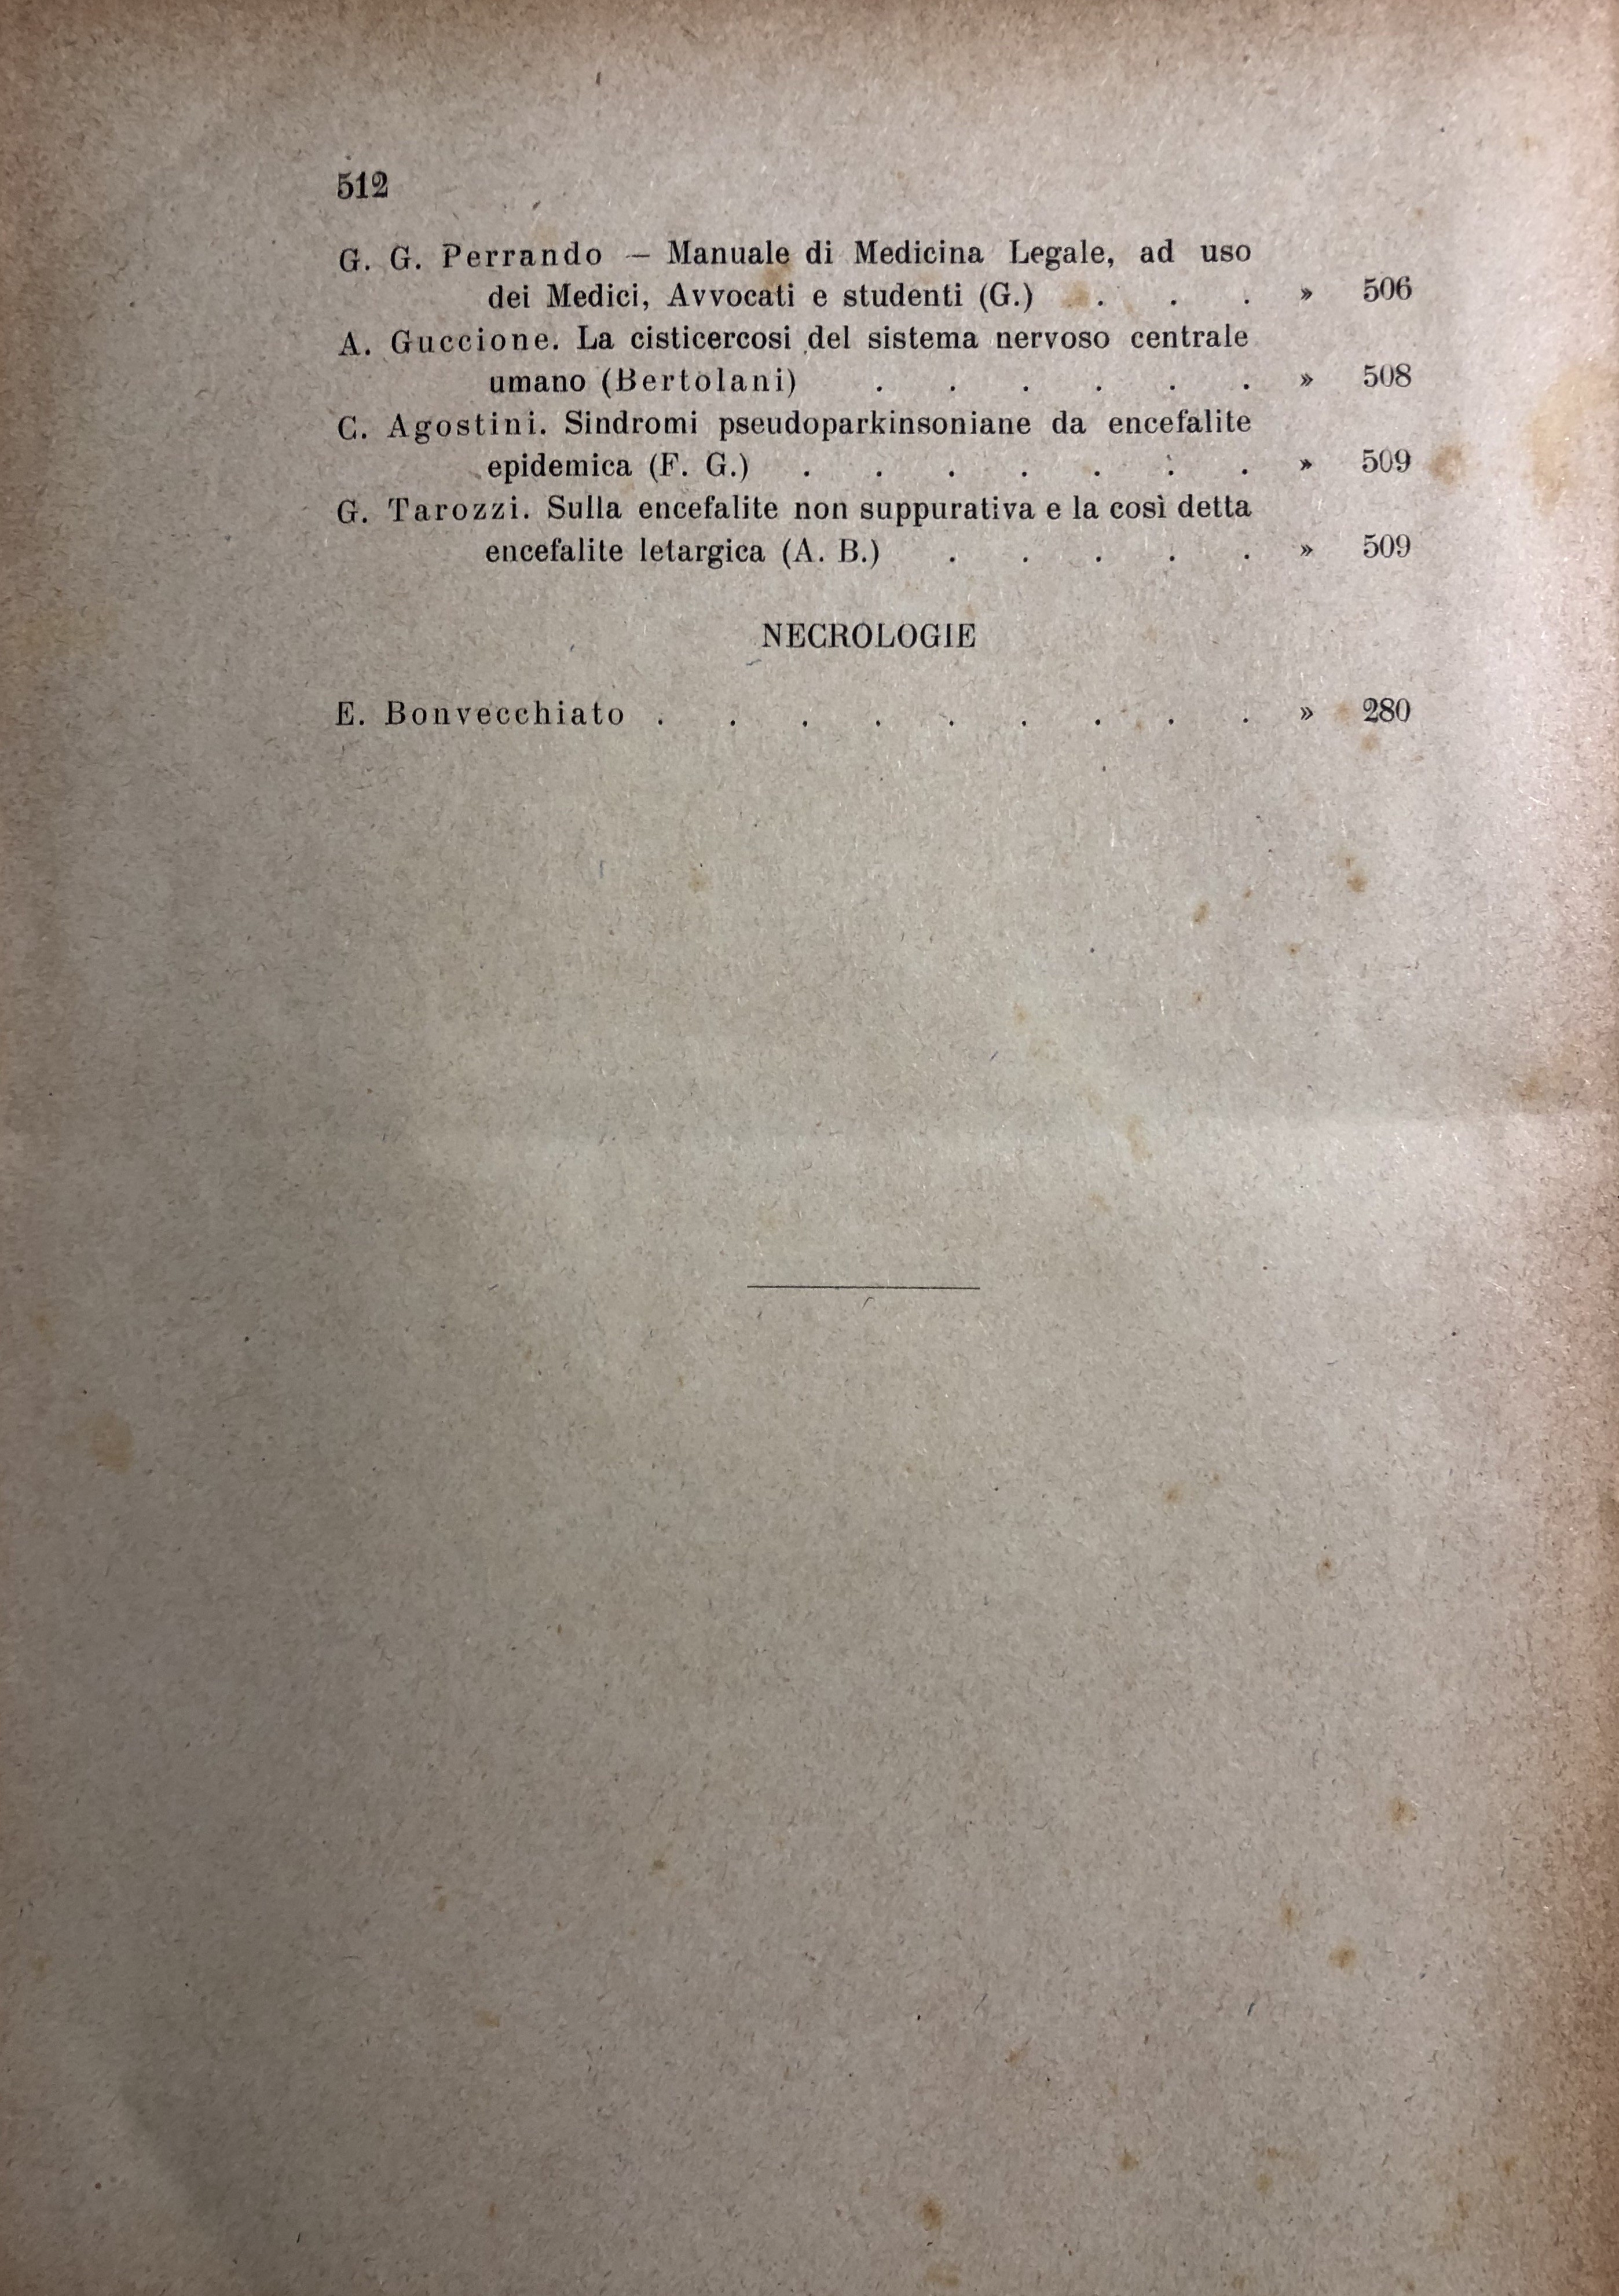 512
G. G. Perrando — Manuale di Medicina Legale, ad uso
dei Medici, Avvocati e studenti (G.) . . . » 506
A. Guccione. La cisticercosi del sistema nervoso centrale
umano (Bertolani) . . . . . . » 508
C. Agostini. Sindromi pseudoparkinsoniane da encefalite
epidemica (F. G.) . . . . . . . » 509
G. Tarozzi. Sulla encefalite non suppurativa e la così detta
encefalite letargica (A. B.) . . . . . » 509
NECROLOGIE
E. Bonvecchiato . . . . . . . . . » 280